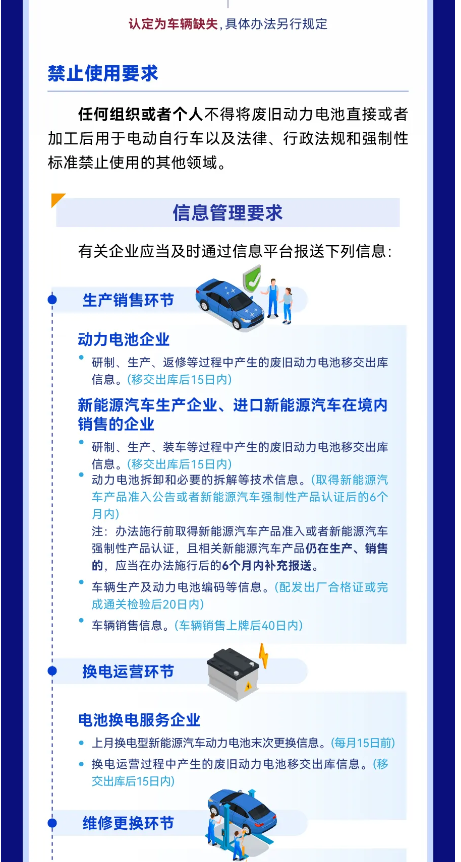 认定为车辆缺失,具体办法另行规定
禁止使用要求
任何组织或者个人不得将废旧动力电池直接或者
加工后用于电动自行车以及法律、行政法规和强制性
标准禁止使用的其他领域。
信息管理要求
有关企业应当及时通过信息平台报送下列信息：
生产销售环节
动力电池企业
研制、生产、返修等过程中产生的废旧动力电池移交出库
信息。(移交出库后15日内)
新能源汽车生产企业、进口新能源汽车在境内
销售的企业
研制、生产、装车等过程中产生的废旧动力电池移交出库
信息。(移交出库后15日内)
动力电池拆卸和必要的拆解等技术信息。(取得新能源汽
车产品准入公告或者新能源汽车强制性产品认证后的6个
月内)
注：办法施行前取得新能源汽车产品准入或者新能源汽车
强制性产品认证，且相关新能源汽车产品仍在生产、销售
的，应当在办法施行后的6个月内补充报送。
车辆生产及动力电池编码等信息。(配发出厂合格证或完
成通关检验后20日内)
车辆销售信息。(车辆销售上牌后40日内)
换电运营环节
电池换电服务企业
上月换电型新能源汽车动力电池末次更换信息。(每月15日前)
换电运营过程中产生的废旧动力电池移交出库信息。(移
交出库后15日内)
维修更换环节